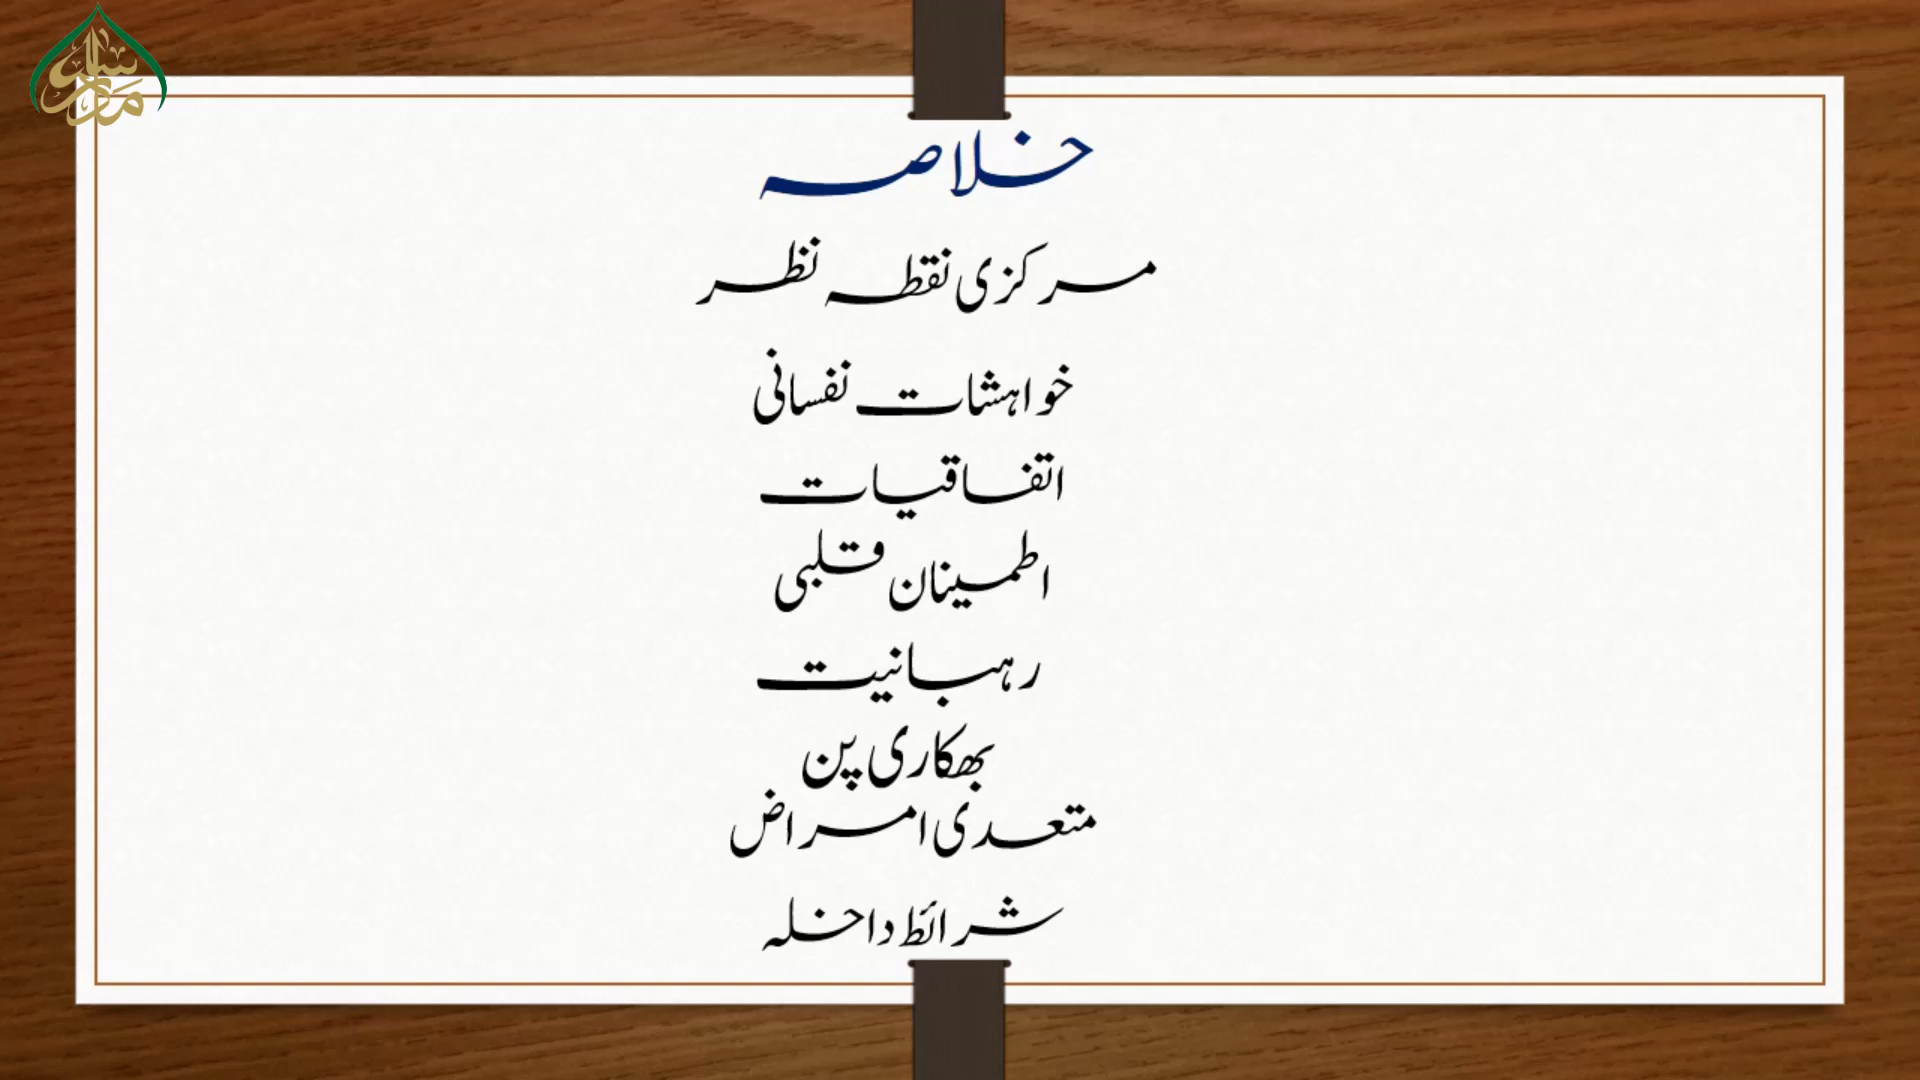 خلاصہ
مرکزی نقطہ نظر
خواہشات نفسانی
اتفاقیات
اطمینان قلبی
رہبانیت
بھکاری پن
متعدی امراض
شرائط داخلہ